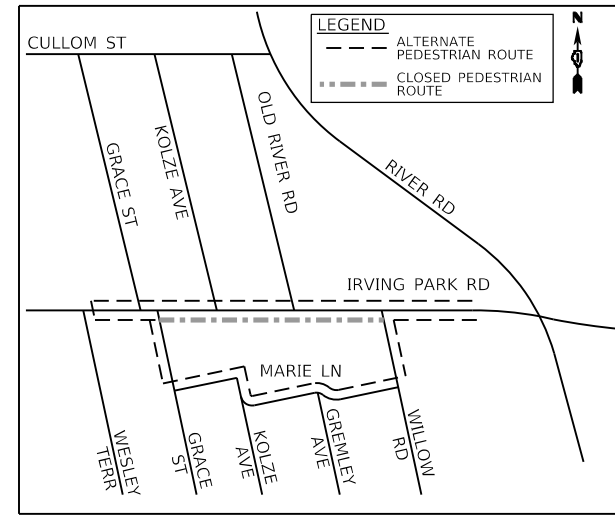 LEGEND
ALTERNATE
PEDESTRIAN ROUTE
CLOSED PEDESTRIAN
ROUTE
N
CULLOM ST
GRACE ST
KOLZE AVE
OLD RIVER RD
RIVER RD
IRVING PARK RD
MARIE LN
WESLEY
TERR
GRACE
ST
KOLZE
AVE
GREMLEY
AVE
WILLOW
RD